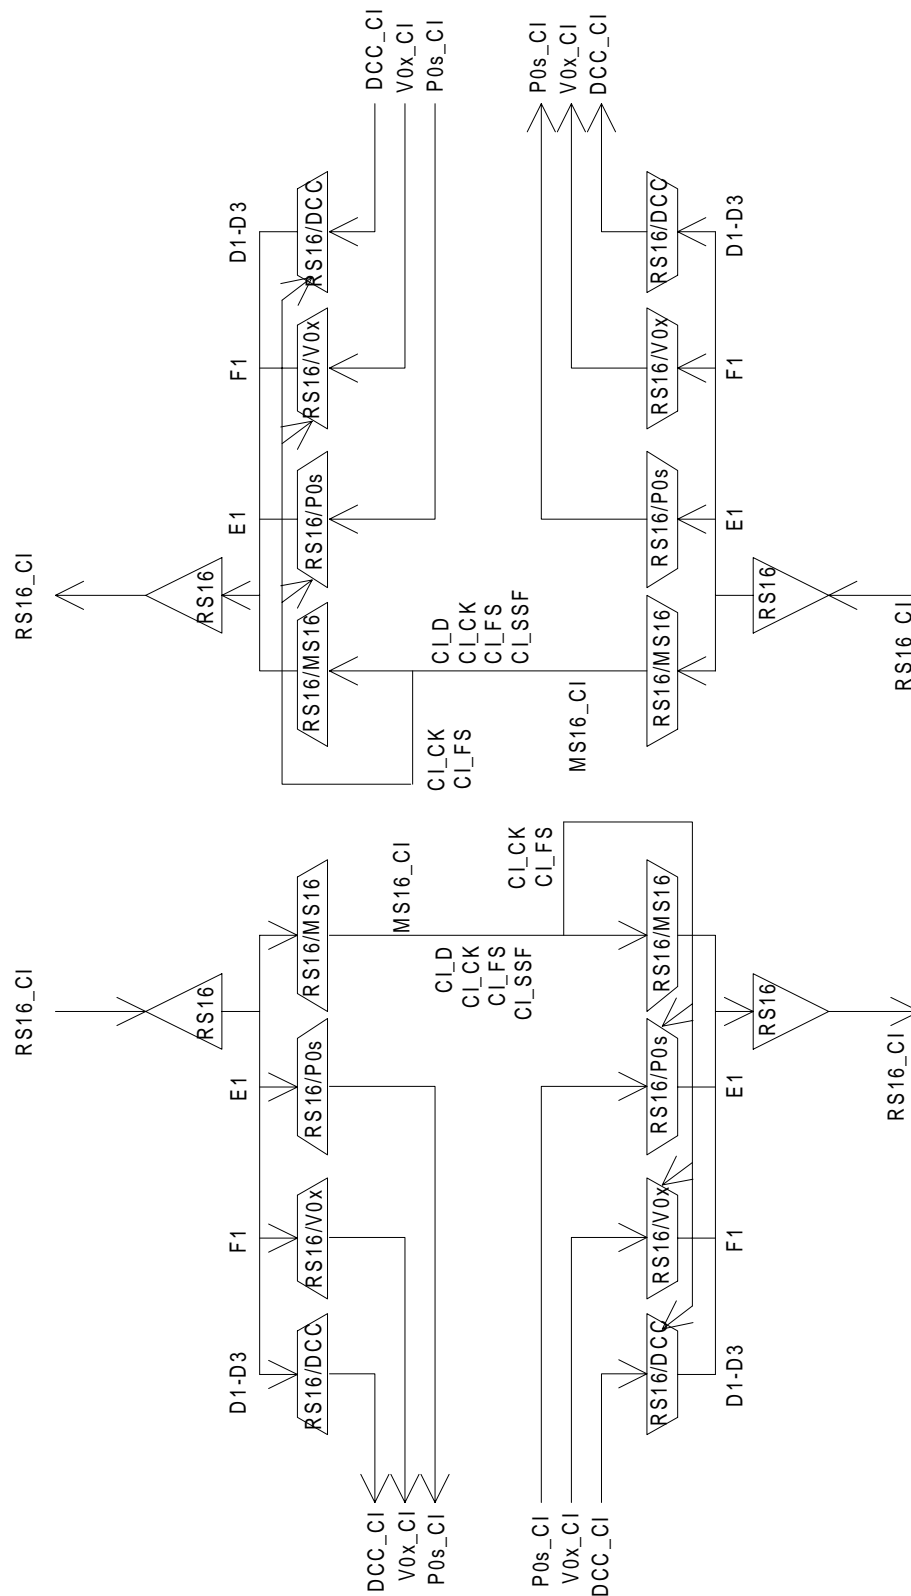 DCC_CI
V0x_CI
P0s_CI
P0s_CI
V0x_CI
DCC_CI
D1-D3
RS16/DCC
RS16/DCC
D1-D3
F1
RS16/V0x
RS16/V0x
F1
E1
RS16/P0s
RS16/P0s
E1
RS16_CI
RS16
RS16
RS16_CI
RS16/MS16
CI_D
CI_CK
CI_FS
CI_SSF
RS16/MS16
CI_CK
CI_FS
MS16_CI
RS16/MS16
MS16_CI
CI_CK
CI_FS
RS16/MS16
CI_D
CI_CK
CI_FS
CI_SSF
RS16_CI
RS16
RS16
RS16_CI
E1
RS16/P0s
RS16/P0s
E1
F1
RS16/V0x
RS16/V0x
F1
D1-D3
RS16/DCC
RS16/DCC
D1-D3
DCC_CI
V0x_CI
P0s_CI
P0s_CI
V0x_CI
DCC_CI